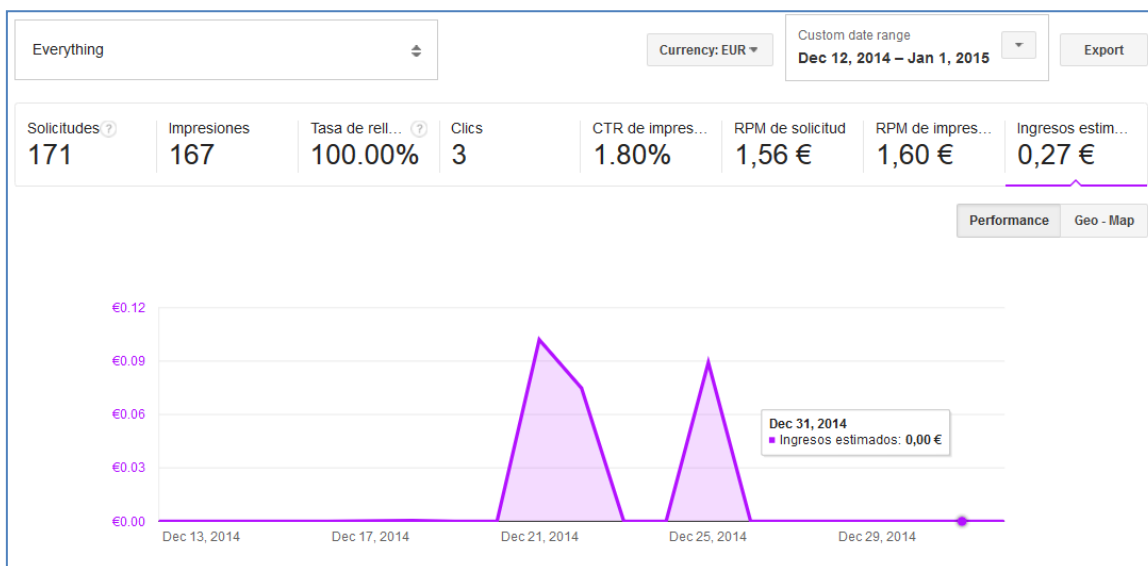 Everything
Currency: EUR
Custom date range
Dec 12, 2014 – Jan 1, 2015
Export
Solicitudes ?
171
Impresiones
167
Tasa de rell... ?
100.00%
Clics
3
CTR de impres...
1.80%
RPM de solicitud
1,56 €
RPM de impres...
1,60 €
Ingresos estim...
0,27 €
Performance
Geo - Map
€0.12
€0.09
€0.06
€0.03
€0.00
Dec 31, 2014
Ingresos estimados: 0,00 €
Dec 13, 2014
Dec 17, 2014
Dec 21, 2014
Dec 25, 2014
Dec 29, 2014